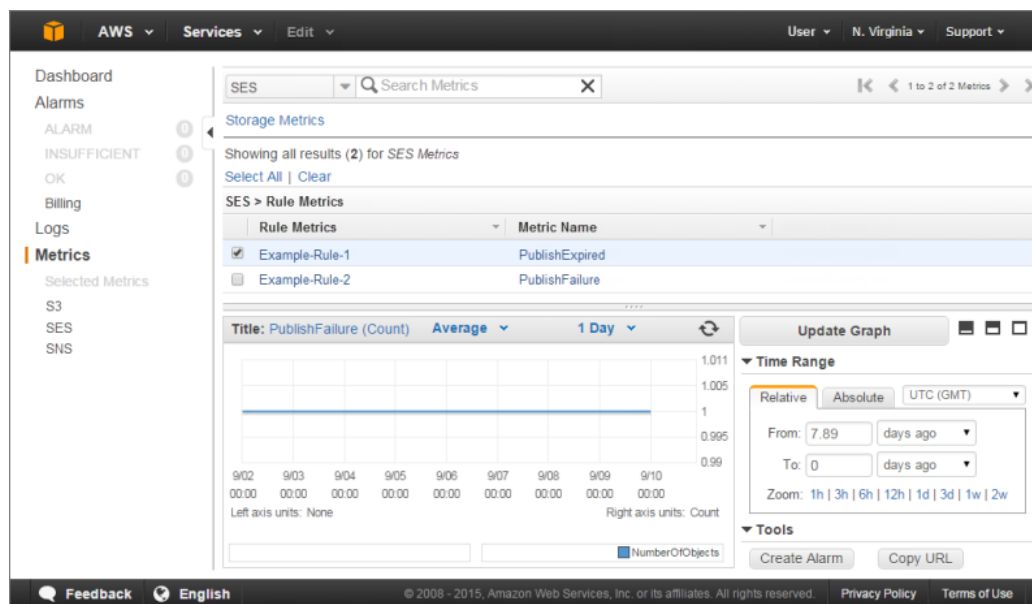 AWS Services Edit User N. Virginia Support
Dashboard
Alarms
ALARM 0
INSUFFICIENT 0
OK 0
Billing
Logs
Metrics
Selected Metrics
S3
SES
SNS
SES Search Metrics 1 to 2 of 2 Metrics
Storage Metrics
Showing all results (2) for SES Metrics
Select All | Clear
SES > Rule Metrics
Rule Metrics Metric Name
Example-Rule-1 PublishExpired
Example-Rule-2 PublishFailure
Title: PublishFailure (Count) Average 1 Day
1.011
1.005
1
0.995
0.99
9/02 9/03 9/04 9/05 9/06 9/07 9/08 9/09 9/10
00:00 00:00 00:00 00:00 00:00 00:00 00:00 00:00 00:00
Left axis units: None Right axis units: Count
NumberOfObjects
Update Graph
Time Range
Relative Absolute UTC (GMT)
From: 7.89 days ago
To: 0 days ago
Zoom: 1h | 3h | 6h | 12h | 1d | 3d | 1w | 2w
Tools
Create Alarm Copy URL
Feedback English © 2008 - 2015, Amazon Web Services, Inc. or its affiliates. All rights reserved. Privacy Policy Terms of Use